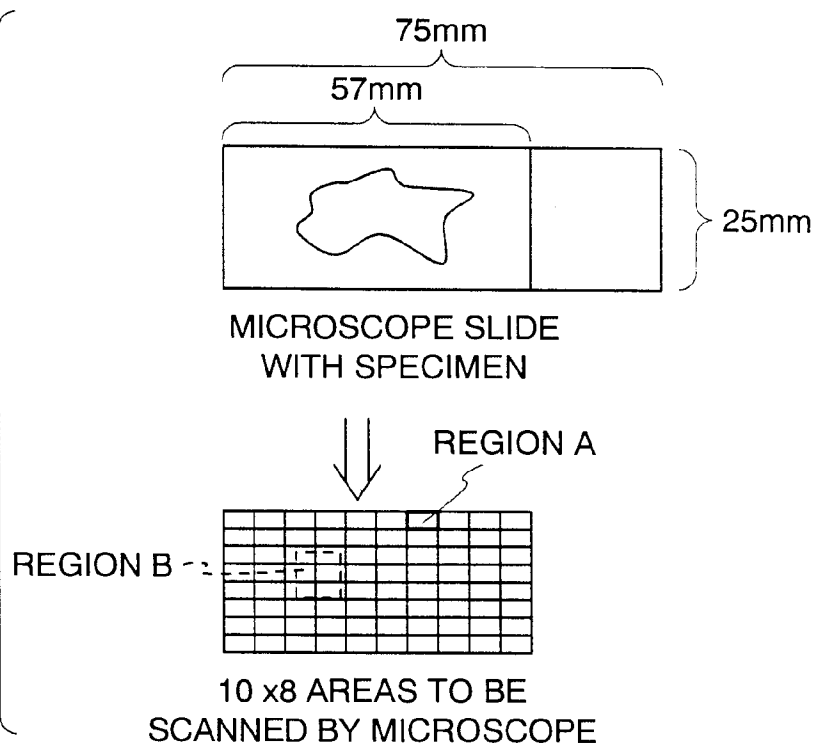 75mm
57mm
25mm
MICROSCOPE SLIDE
WITH SPECIMEN
REGION A
REGION B
10 x8 AREAS TO BE
SCANNED BY MICROSCOPE